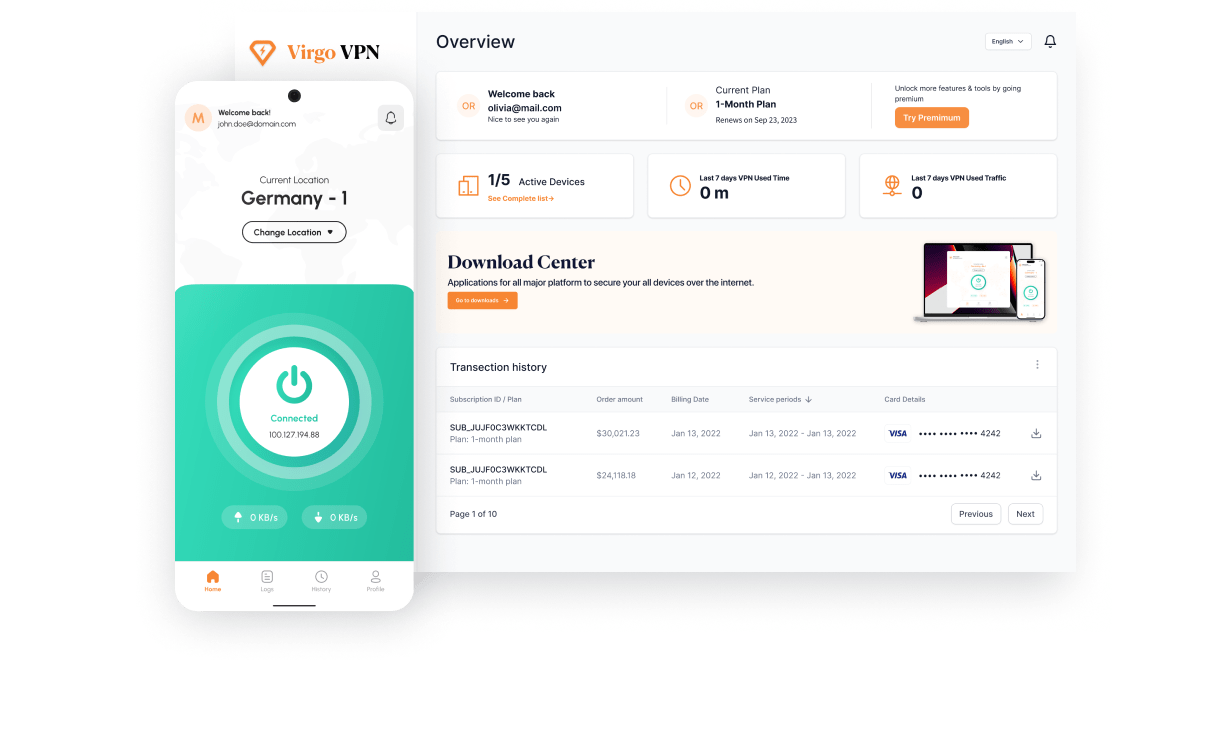 Virgo VPN
M
Welcome back!
john.doe@domain.com
Current Location
Germany - 1
Change Location
Connected
100.127.194.88
0 KB/s
0 KB/s
Home
Logs
History
Profile
Overview
English
OR
Welcome back
olivia@mail.com
Nice to see you again
OR
Current Plan
1-Month Plan
Renews on Sep 23, 2023
Unlock more features & tools by going
premium
Try Premimum
1/5 Active Devices
See Complete list→
Last 7 days VPN Used Time
0 m
Last 7 days VPN Used Traffic
0
Download Center
Applications for all major platform to secure your all devices over the internet.
Go to downloads →
Transection history
Subscription ID / Plan Order amount Billing Date Service periods ↓ Card Details
SUB_JUJF0C3WKKTCDL
Plan: 1-month plan
$30,021.23 Jan 13, 2022 Jan 13, 2022 - Jan 13, 2022 VISA •••• •••• •••• 4242
SUB_JUJF0C3WKKTCDL
Plan: 1-month plan
$24,118.18 Jan 12, 2022 Jan 12, 2022 - Jan 13, 2022 VISA •••• •••• •••• 4242
Page 1 of 10
Previous
Next